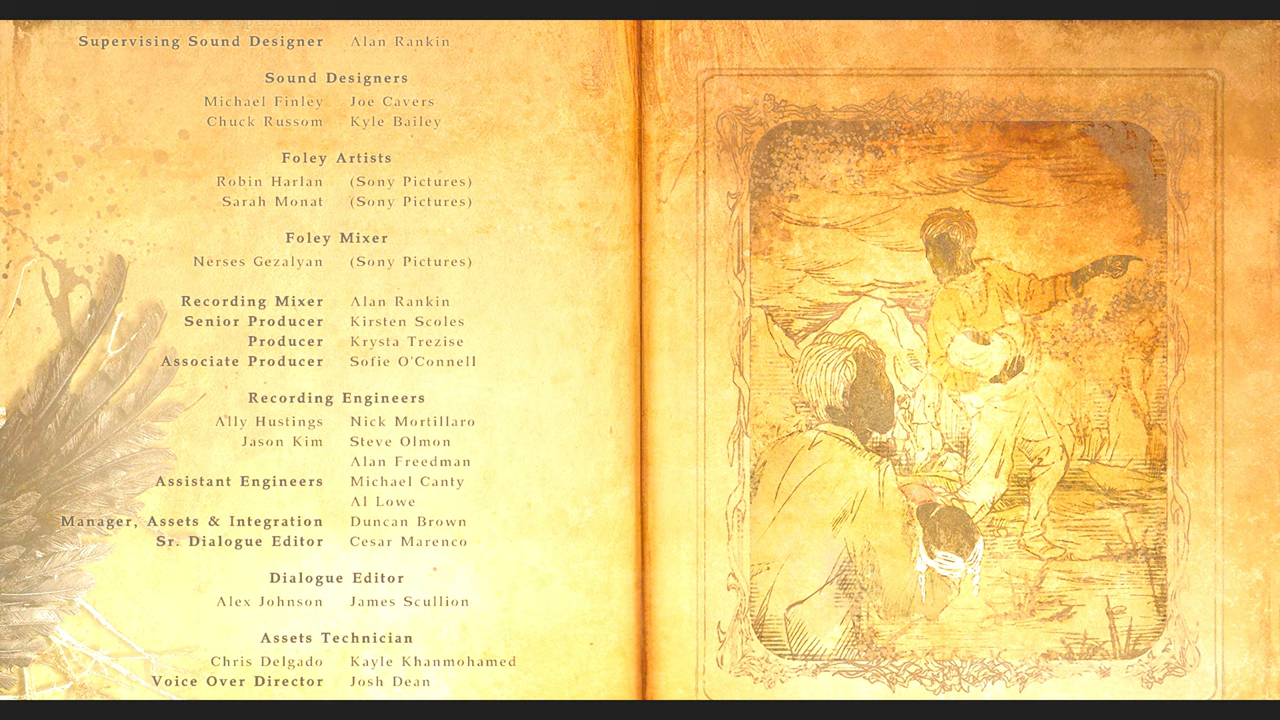 Supervising Sound Designer Alan Rankin
Sound Designers
Michael Finley Joe Cavers
Chuck Russom Kyle Bailey
Foley Artists
Robin Harlan (Sony Pictures)
Sarah Monat (Sony Pictures)
Foley Mixer
Nerses Gezalyan (Sony Pictures)
Recording Mixer Alan Rankin
Senior Producer Kirsten Scoles
Producer Krysta Trezise
Associate Producer Sofie O'Connell
Recording Engineers
Ally Hustings Nick Mortillaro
Jason Kim Steve Olmon
Alan Freedman
Assistant Engineers Michael Canty
Al Lowe
Manager, Assets & Integration Duncan Brown
Sr. Dialogue Editor Cesar Marenco
Dialogue Editor
Alex Johnson James Scullion
Assets Technician
Chris Delgado Kayle Khanmohamed
Voice Over Director Josh Dean